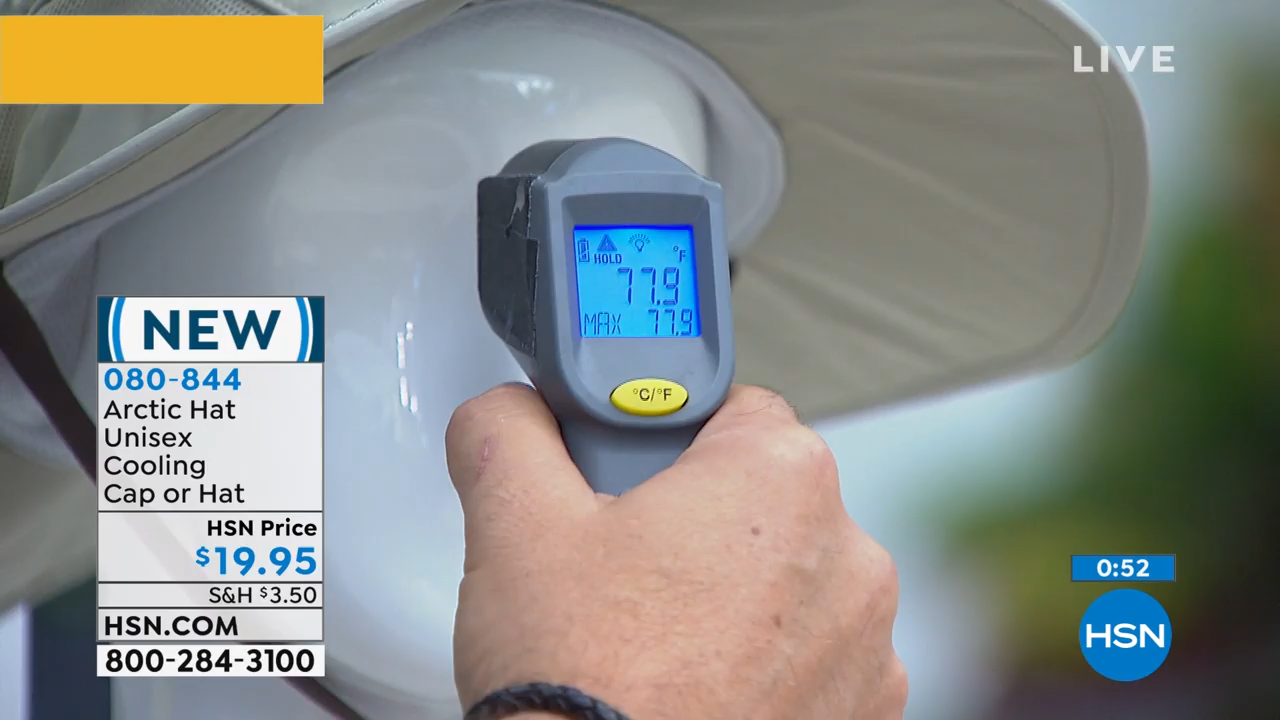 LIVE
HOLD
°F
77.9
MAX 77.9
°C/°F
NEW
080-844
Arctic Hat
Unisex
Cooling
Cap or Hat
HSN Price
$19.95
S&H $3.50
HSN.COM
800-284-3100
0:52
HSN